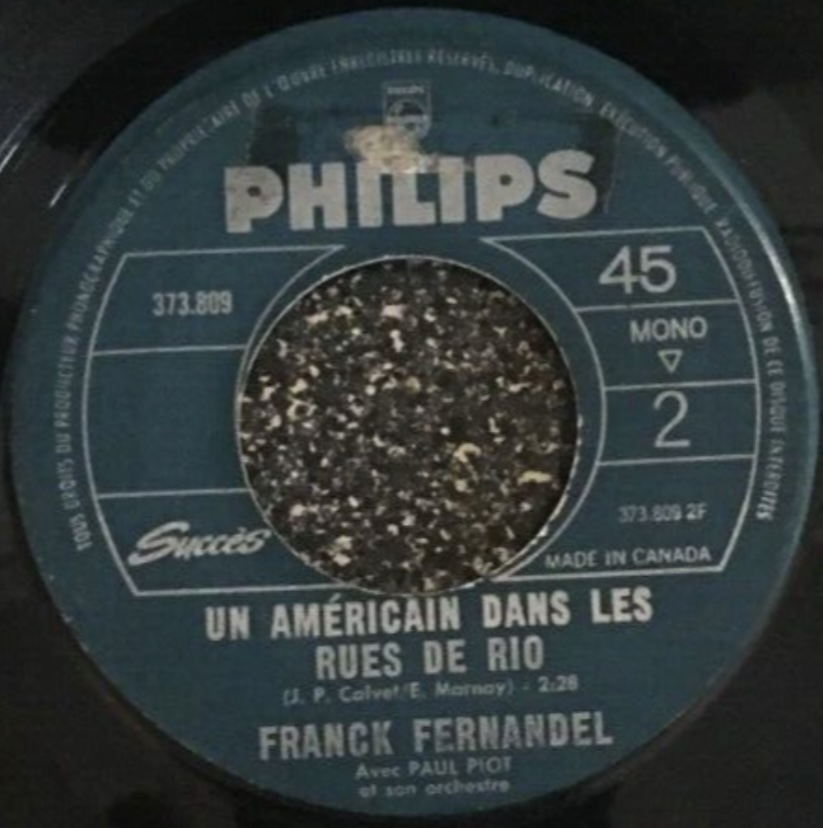 TOUS DROITS DU PRODUCTEUR PHONOGRAPHIQUE ET DU PROPRIÉTAIRE DE L'ŒUVRE ENREGISTRÉE RÉSERVÉS. DUPLICATION, EXÉCUTION PUBLIQUE, RADIODIFFUSION DE CE DISQUE INTERDITES
PHILIPS
PHILIPS
373.809
45
MONO
2
373.809 2F
Succès
MADE IN CANADA
UN AMÉRICAIN DANS LES
RUES DE RIO
(J. P. Calvet/E. Marnay) - 2:28
FRANCK FERNANDEL
Avec PAUL PIOT
et son orchestre